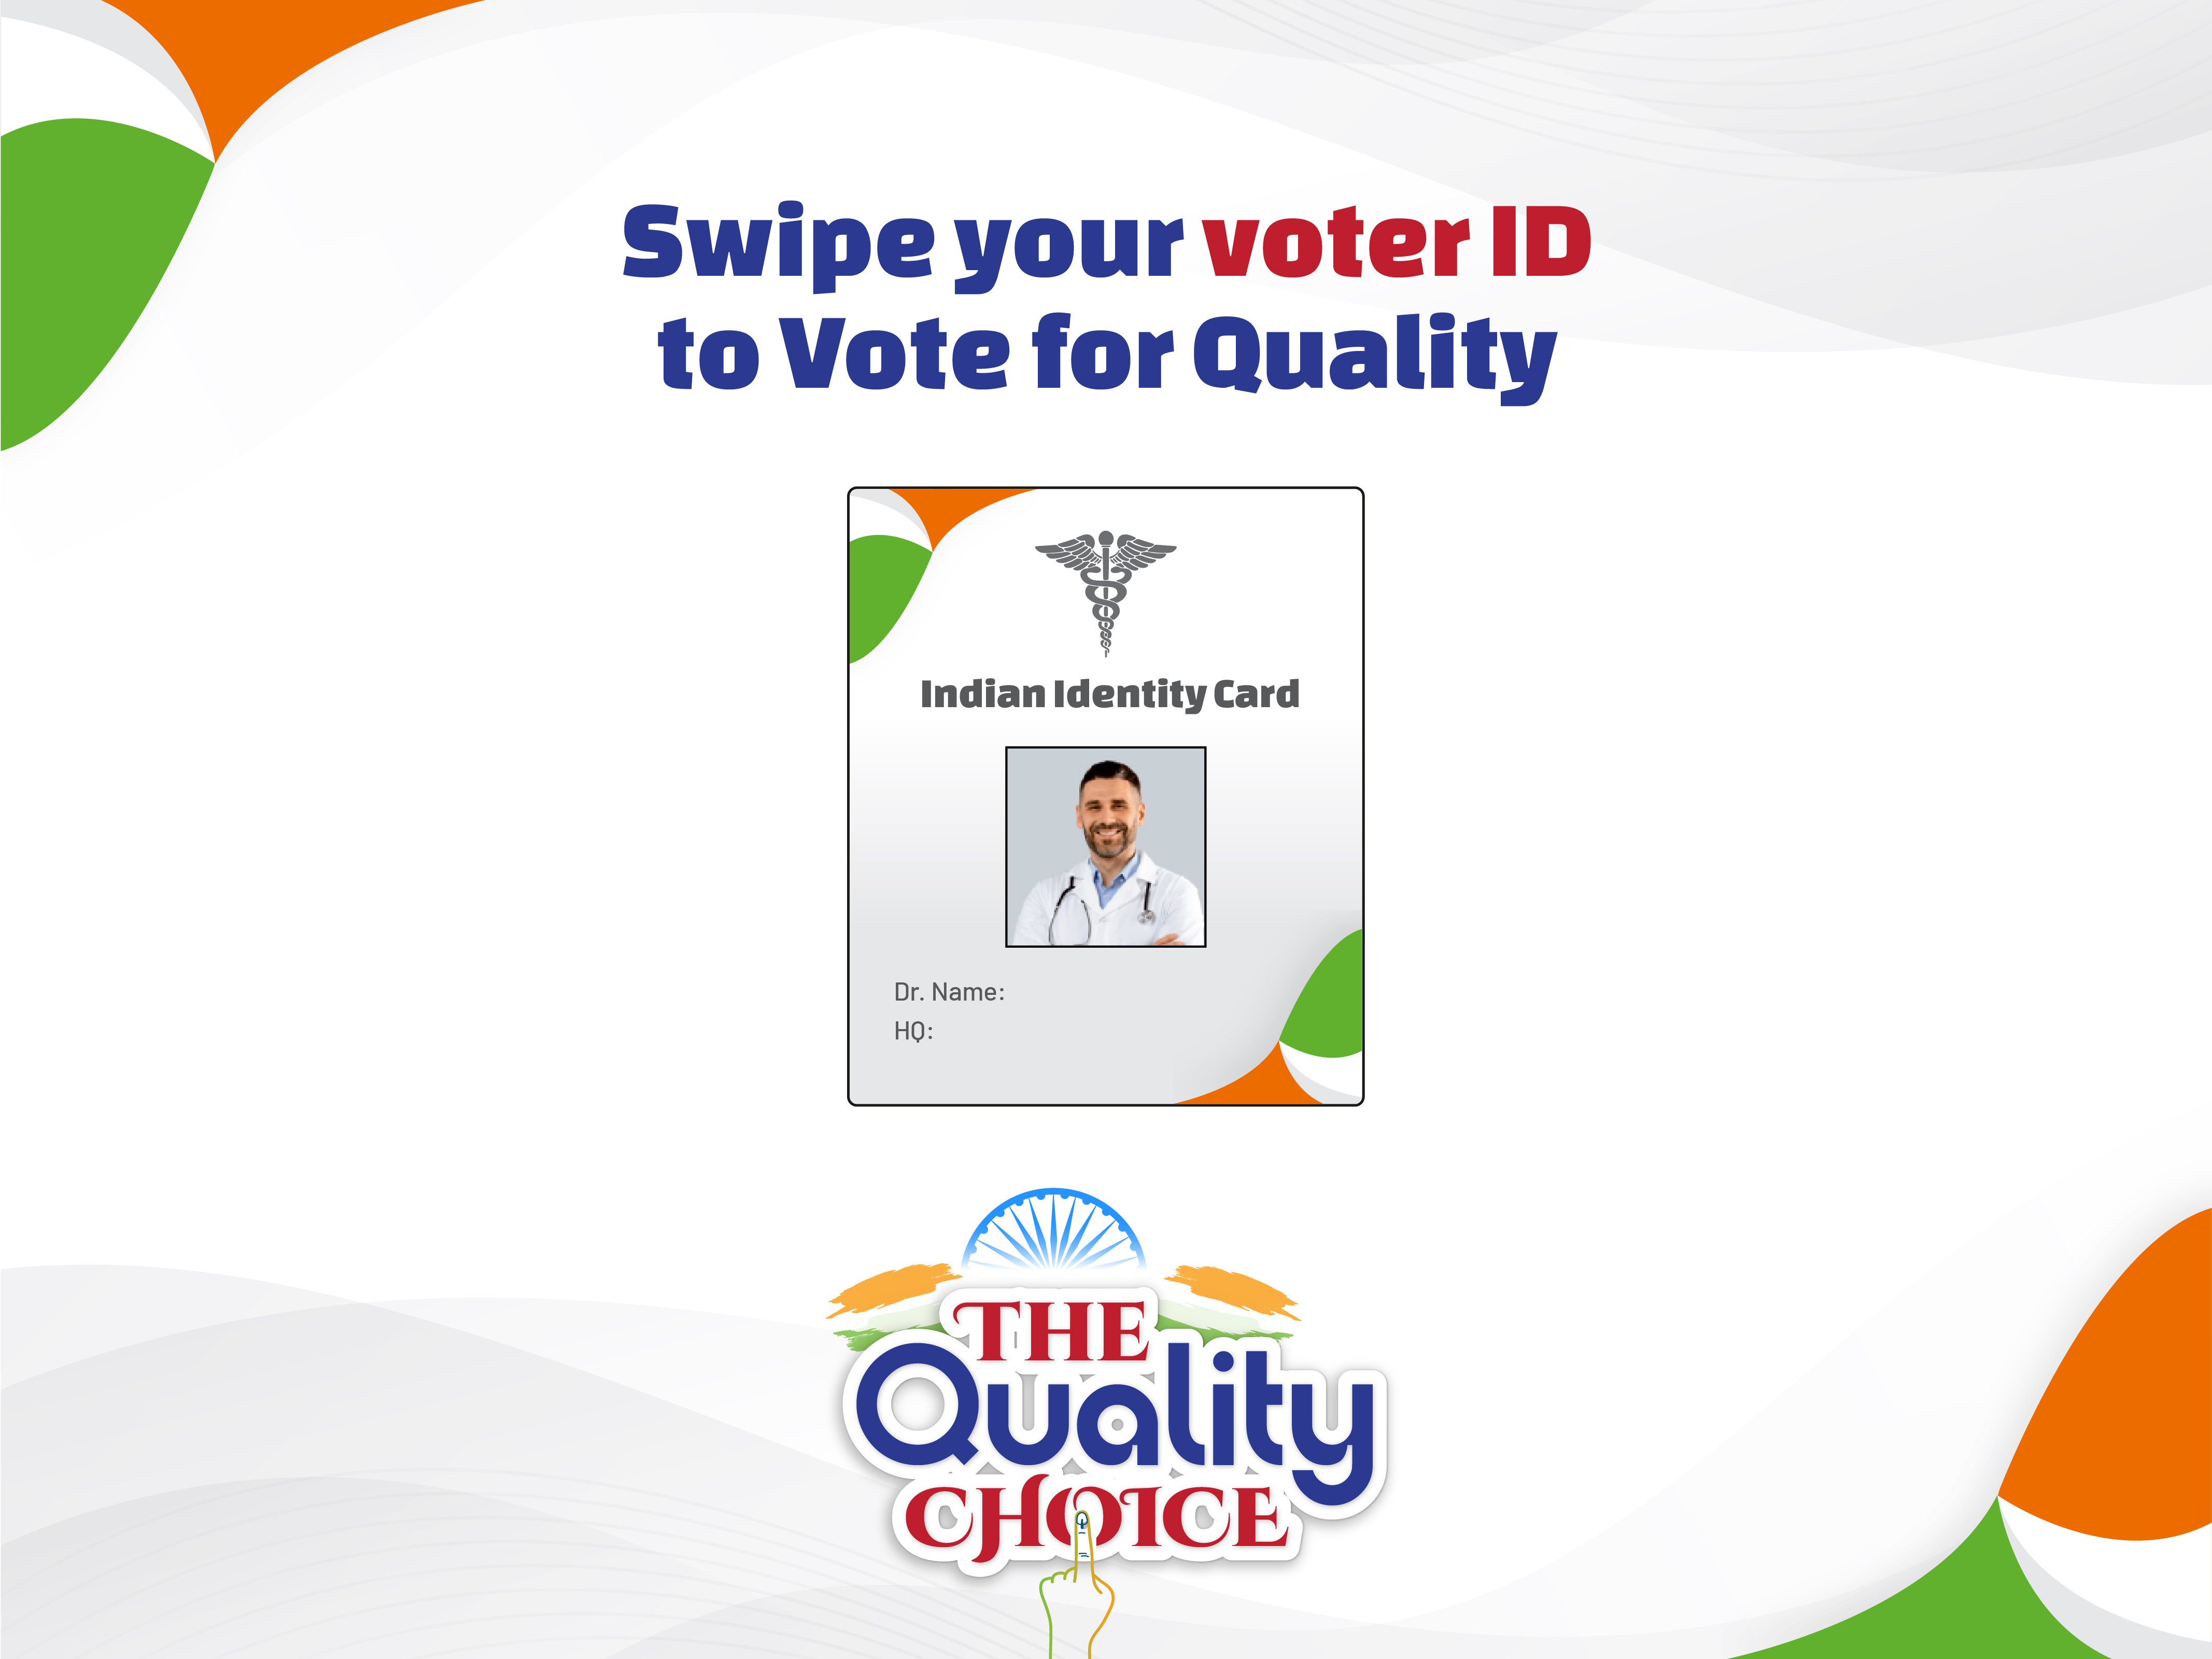 Swipe your voter ID
to Vote for Quality
Indian Identity Card
Dr. Name:
HQ:
THE
Quality
CHOICE